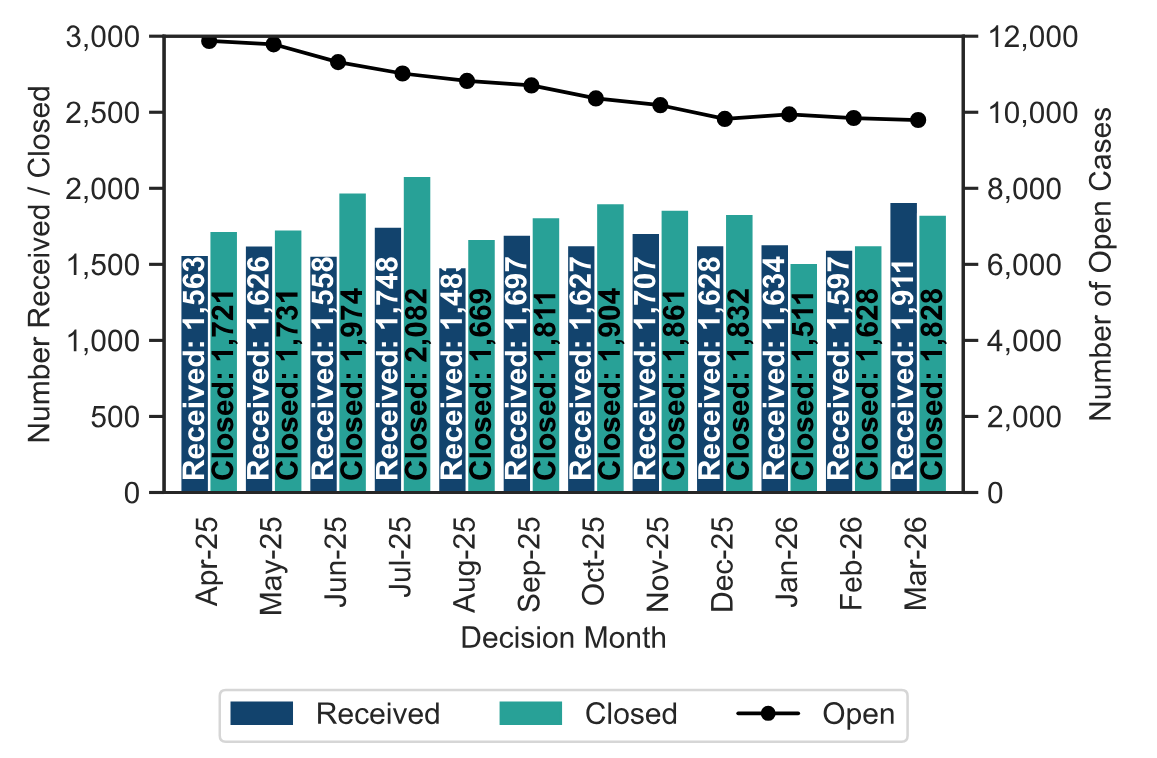 3,000
2,500
2,000
1,500
1,000
500
0
Number Received / Closed
12,000
10,000
8,000
6,000
4,000
2,000
0
Number of Open Cases
Received: 1,563
Closed: 1,721
Received: 1,626
Closed: 1,731
Received: 1,558
Closed: 1,974
Received: 1,748
Closed: 2,082
Received: 1,481
Closed: 1,669
Received: 1,697
Closed: 1,811
Received: 1,627
Closed: 1,904
Received: 1,707
Closed: 1,861
Received: 1,628
Closed: 1,832
Received: 1,634
Closed: 1,511
Received: 1,597
Closed: 1,628
Received: 1,911
Closed: 1,828
Apr-25
May-25
Jun-25
Jul-25
Aug-25
Sep-25
Oct-25
Nov-25
Dec-25
Jan-26
Feb-26
Mar-26
Decision Month
Received
Closed
Open